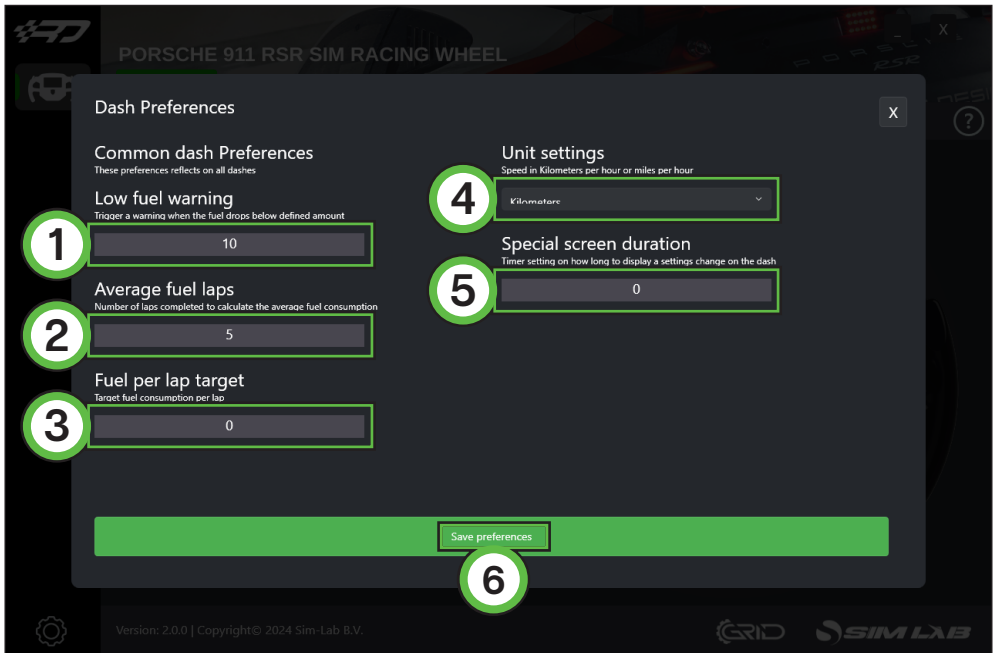 PORSCHE 911 RSR SIM RACING WHEEL
RSR
X
Dash Preferences
X
?
Common dash Preferences
These preferences reflects on all dashes
Low fuel warning
Trigger a warning when the fuel drops below defined amount
1
10
Average fuel laps
Number of laps completed to calculate the average fuel consumption
2
5
Fuel per lap target
Target fuel consumption per lap
3
0
Unit settings
Speed in Kilometers per hour or miles per hour
4
Kilometers
Special screen duration
Timer setting on how long to display a settings change on the dash
5
0
Save preferences
6
Version: 2.0.0 | Copyright© 2024 Sim-Lab B.V.
GRID
SIM LAB